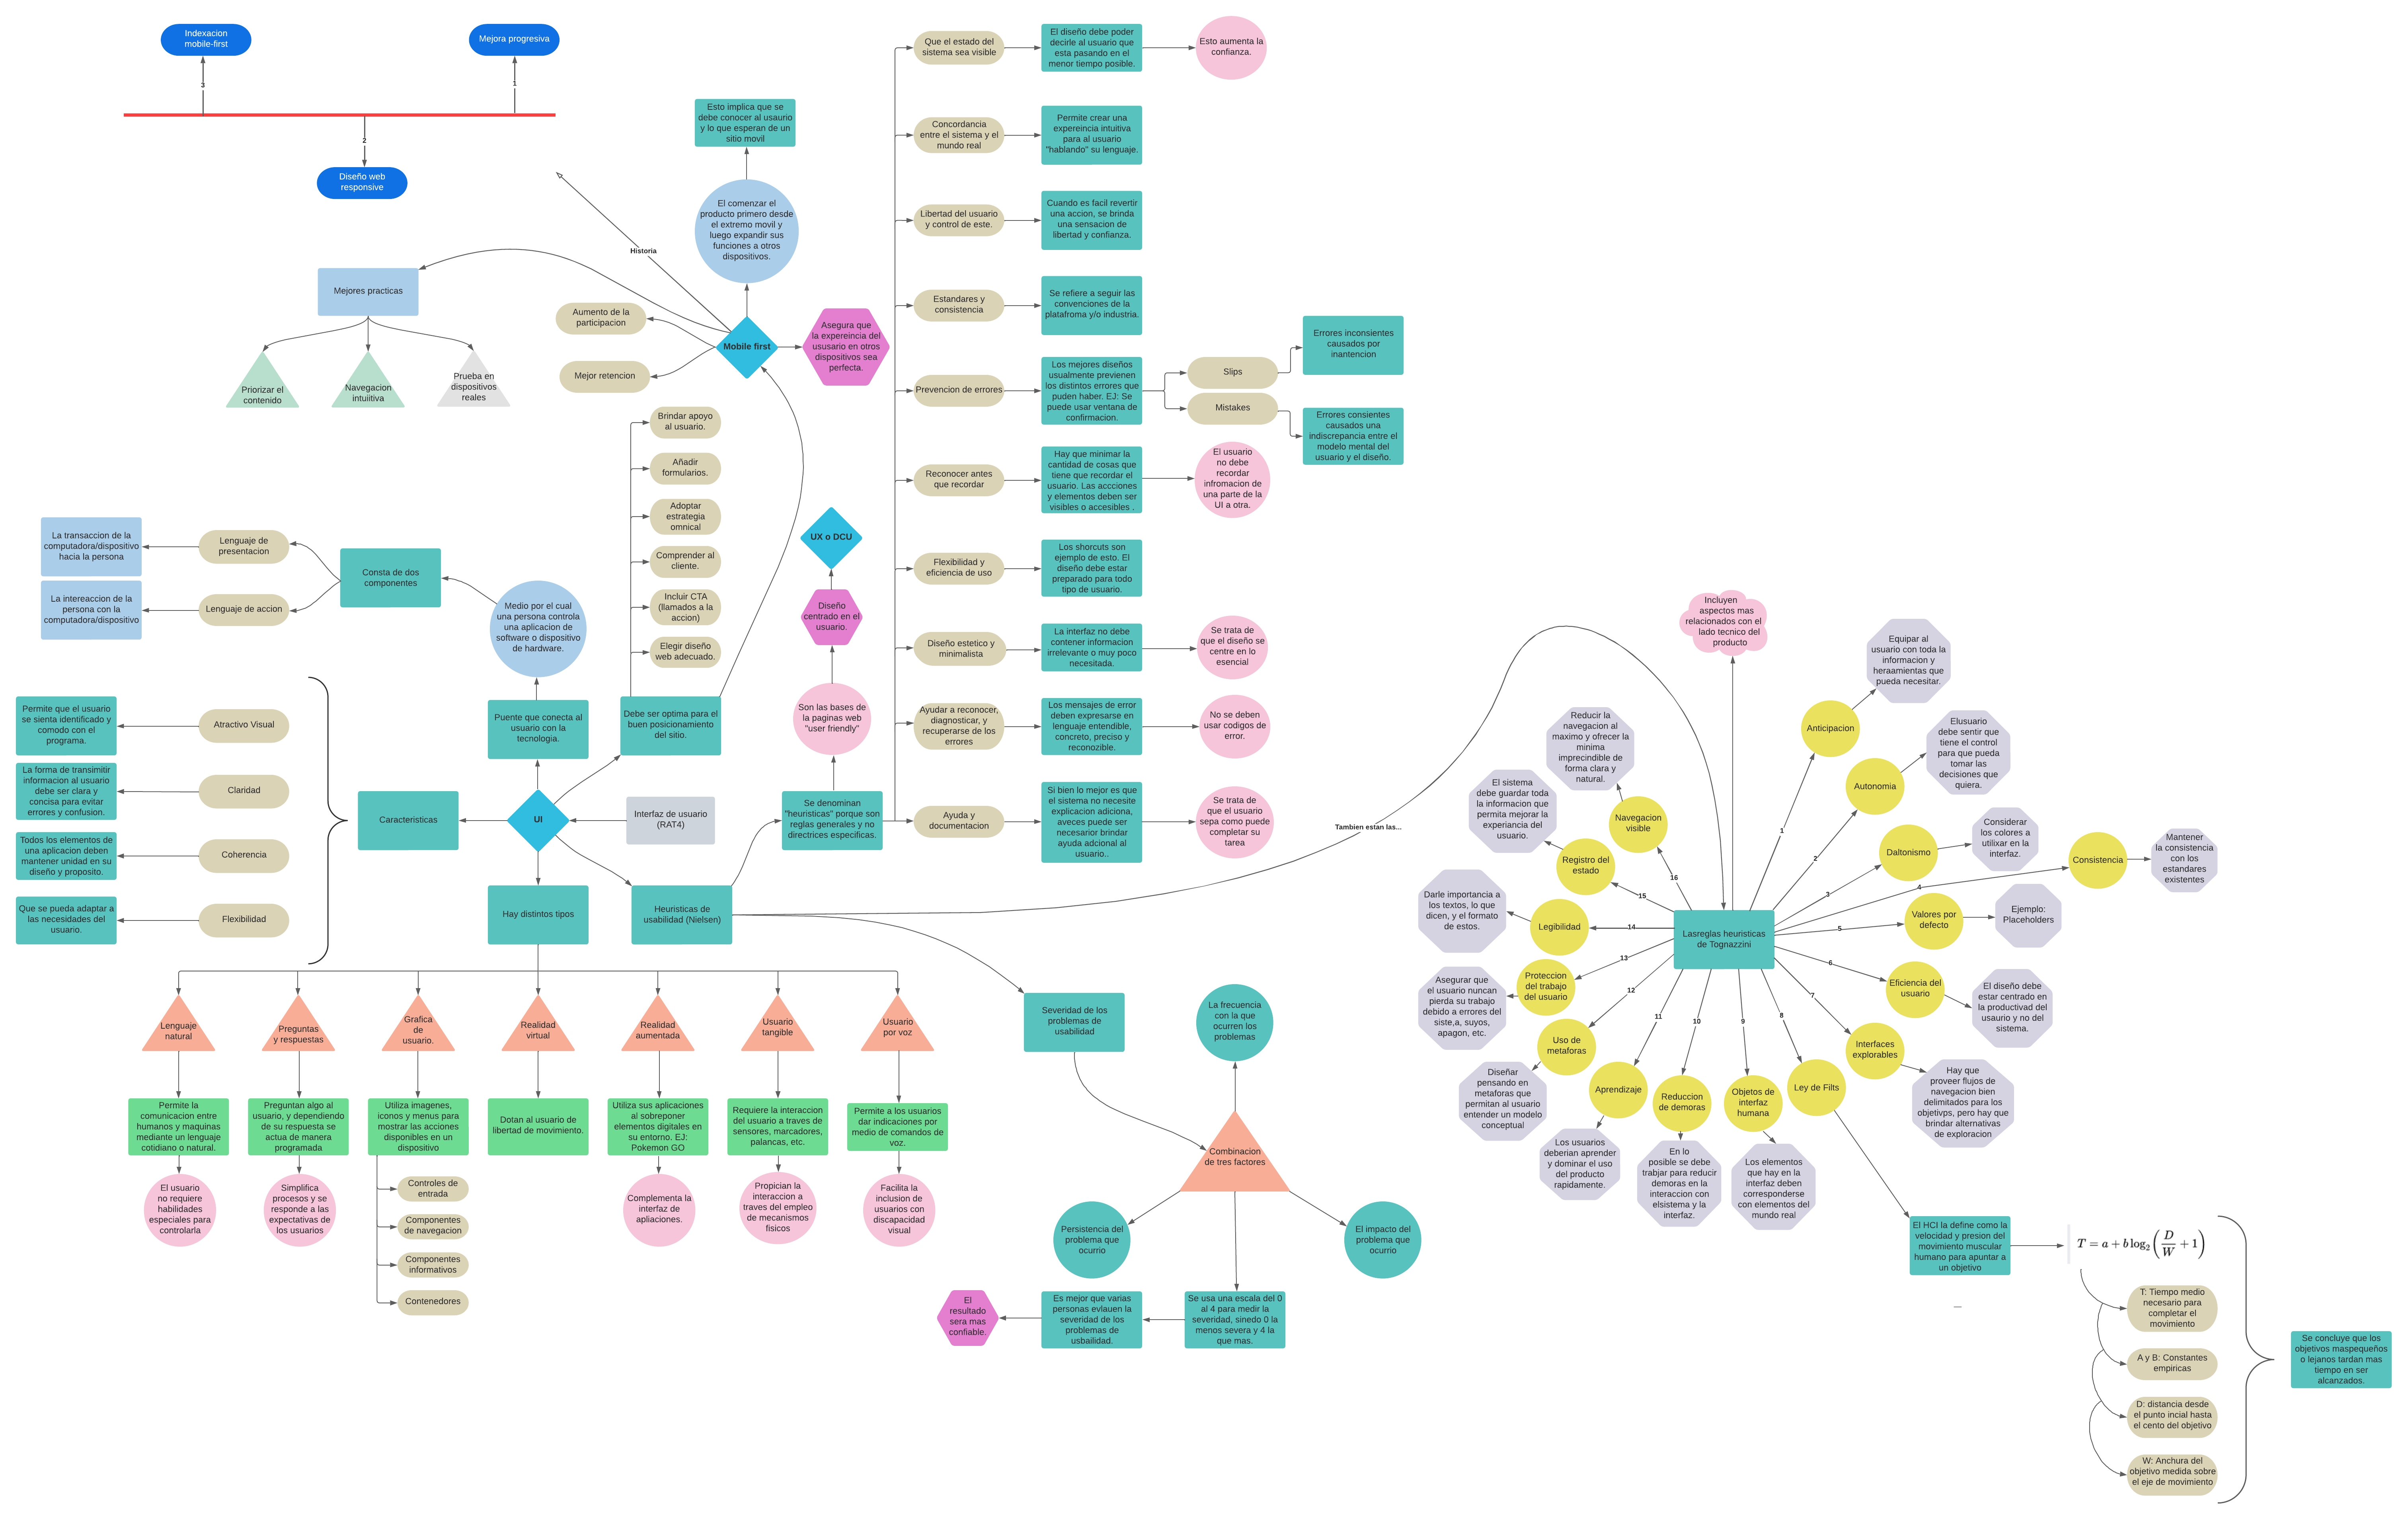 Indexacion
mobile-first
Mejora progresiva
3
1
2
Diseño web
responsive
Historia
Esto implica que se
debe conocer al usaurio
y lo que esperan de un
sitio movil
El comenzar el
producto primero desde
el extremo movil y
luego expandir sus
funciones a otros
dispositivos.
Mejores practicas
Priorizar el
contenido
Navegacion
intuiitiva
Prueba en
dispositivos
reales
Aumento de la
participacion
Mejor retencion
Mobile first
Asegura que
la expereincia del
ususario en otros
dispositivos sea
perfecta.
Brindar apoyo
al usuario.
Añadir
formularios.
Adoptar
estrategia
omnical
Comprender al
cliente.
Incluir CTA
(llamados a la
accion)
Elegir diseño
web adecuado.
Debe ser optima para el
buen posicionamiento
del sitio.
La transaccion de la
computadora/dispositivo
hacia la persona
Lenguaje de
presentacion
La intereaccion de la
persona con la
computadora/dispositivo
Lenguaje de accion
Consta de dos
componentes
Medio por el cual
una persona controla
una aplicacion de
software o dispositivo
de hardware.
Puente que conecta al
usuario con la
tecnologia.
Permite que el usuario
se sienta identificado y
comodo con el
programa.
Atractivo Visual
La forma de transimitir
informacion al usuario
debe ser clara y
concisa para evitar
errores y confusion.
Claridad
Todos los elementos de
una aplicacion deben
mantener unidad en su
diseño y proposito.
Coherencia
Que se pueda adaptar a
las necesidades del
usuario.
Flexibilidad
Caracteristicas
UI
Interfaz de usuario
(RAT4)
Hay distintos tipos
Heuristicas de
usabilidad (Nielsen)
UX o DCU
Diseño
centrado en el
usuario.
Son las bases de
la paginas web
"user friendly"
Se denominan
"heuristicas" porque son
reglas generales y no
directrices especificas.
Que el estado del
sistema sea visible
El diseño debe poder
decirle al usuario que
esta pasando en el
menor tiempo posible.
Esto aumenta la
confianza.
Concordancia
entre el sistema y el
mundo real
Permite crear una
expereincia intuitiva
para al usuario
"hablando" su lenguaje.
Libertad del usuario
y control de este.
Cuando es facil revertir
una accion, se brinda
una sensacion de
libertad y confianza.
Estandares y
consistencia
Se refiere a seguir las
convenciones de la
platafroma y/o industria.
Prevencion de errores
Los mejores diseños
usualmente previenen
los distintos errores que
puden haber. EJ: Se
puede usar ventana de
confirmacion.
Slips
Mistakes
Errores inconsientes
causados por
inantencion
Errores consientes
causados una
indiscrepancia entre el
modelo mental del
usuario y el diseño.
Reconocer antes
que recordar
Hay que minimar la
cantidad de cosas que
tiene que recordar el
usuario. Las accciones
y elementos deben ser
visibles o accesibles .
El usuario
no debe
recordar
infromacion de
una parte de la
UI a otra.
Flexibilidad y
eficiencia de uso
Los shorcuts son
ejemplo de esto. El
diseño debe estar
preparado para todo
tipo de usuario.
Diseño estetico y
minimalista
La interfaz no debe
contener informacion
irrelevante o muy poco
necesitada.
Se trata de
que el diseño se
centre en lo
esencial
Ayudar a reconocer,
diagnosticar, y
recuperarse de los
errores
Los mensajes de error
deben expresarse en
lenguaje entendible,
concreto, preciso y
reconozible.
No se deben
usar codigos de
error.
Ayuda y
documentacion
Si bien lo mejor es que
el sistema no necesite
explicacion adiciona,
aveces puede ser
necesarior brindar
ayuda adcional al
usuario..
Se trata de
que el usuario
sepa como puede
completar su
tarea
Lenguaje
natural
Preguntas
y respuestas
Grafica
de
usuario.
Realidad
virtual
Realidad
aumentada
Usuario
tangible
Usuario
por voz
Permite la
comunicacion entre
humanos y maquinas
mediante un lenguaje
cotidiano o natural.
Preguntan algo al
usuario, y dependiendo
de su respuesta se
actua de manera
programada
Utiliza imagenes,
iconos y menus para
mostrar las acciones
disponibles en un
dispositivo
Dotan al usuario de
libertad de movimiento.
Utiliza sus aplicaciones
al sobreponer
elementos digitales en
su entorno. EJ:
Pokemon GO
Requiere la interaccion
del usuario a traves de
sensores, marcadores,
palancas, etc.
Permite a los usuarios
dar indicaciones por
medio de comandos de
voz.
El usuario
no requiere
habilidades
especiales para
controlarla
Simplifica
procesos y se
responde a las
expectativas de
los usuarios
Controles de
entrada
Componentes
de navegacion
Componentes
informativos
Contenedores
Complementa la
interfaz de
apliaciones.
Propician la
interaccion a
traves del empleo
de mecanismos
fisicos
Facilita la
inclusion de
usuarios con
discapacidad
visual
Severidad de los
problemas de
usabilidad
La frecuencia
con la que
ocurren los
problemas
Combinacion
de tres factores
Persistencia del
problema que
ocurrio
El impacto del
problema que
ocurrio
Se usa una escala del 0
al 4 para medir la
severidad, sinedo 0 la
menos severa y 4 la
que mas.
Es mejor que varias
personas evlauen la
severidad de los
problemas de
usbailidad.
El
resultado
sera mas
confiable.
Tambien estan las...
Incluyen
aspectos mas
relacionados con el
lado tecnico del
producto
Lasreglas heuristicas
de Tognazzini
1
Anticipacion
Equipar al
usuario con toda la
informacion y
heraamientas que
pueda necesitar.
2
Autonomia
Elusuario
debe sentir que
tiene el control
para que pueda
tomar las
decisiones que
quiera.
3
Daltonismo
Considerar
los colores a
utilixar en la
interfaz.
4
Consistencia
Mantener
la consistencia
con los
estandares
existentes
5
Valores por
defecto
Ejemplo:
Placeholders
6
Eficiencia del
usuario
El diseño debe
estar centrado en
la productivad del
usaurio y no del
sistema.
7
Interfaces
explorables
Hay que
proveer flujos de
navegacion bien
delimitados para los
objetivps, pero hay que
brindar alternativas
de exploracion
8
Ley de Filts
9
Objetos de
interfaz
humana
Los elementos
que hay en la
interfaz deben
corresponderse
con elementos del
mundo real
10
Reduccion
de demoras
En lo
posible se debe
trabjar para reducir
demoras en la
interaccion con
elsistema y la
interfaz.
11
Aprendizaje
Los usuarios
deberian aprender
y dominar el uso
del producto
rapidamente.
12
Uso de
metaforas
Diseñar
pensando en
metaforas que
permitan al usuario
entender un modelo
conceptual
13
Proteccion
del trabajo
del usuario
Asegurar que
el usuario nuncan
pierda su trabajo
debido a errores del
siste,a, suyos,
apagon, etc.
14
Legibilidad
Darle importancia a
los textos, lo que
dicen, y el formato
de estos.
15
Registro del
estado
El sistema
debe guardar toda
la informacion que
permita mejorar la
experiancia del
usuario.
16
Navegacion
visible
Reducir la
navegacion al
maximo y ofrecer la
minima
imprecindible de
forma clara y
natural.
El HCI la define como la
velocidad y presion del
movimiento muscular
humano para apuntar a
un objetivo
T = a + b log₂(D/W + 1)
T: Tiempo medio
necesario para
completar el
movimiento
A y B: Constantes
empiricas
D: distancia desde
el punto incial hasta
el cento del objetivo
W: Anchura del
objetivo medida sobre
el eje de movimiento
Se concluye que los
objetivos maspequeños
o lejanos tardan mas
tiempo en ser
alcanzados.